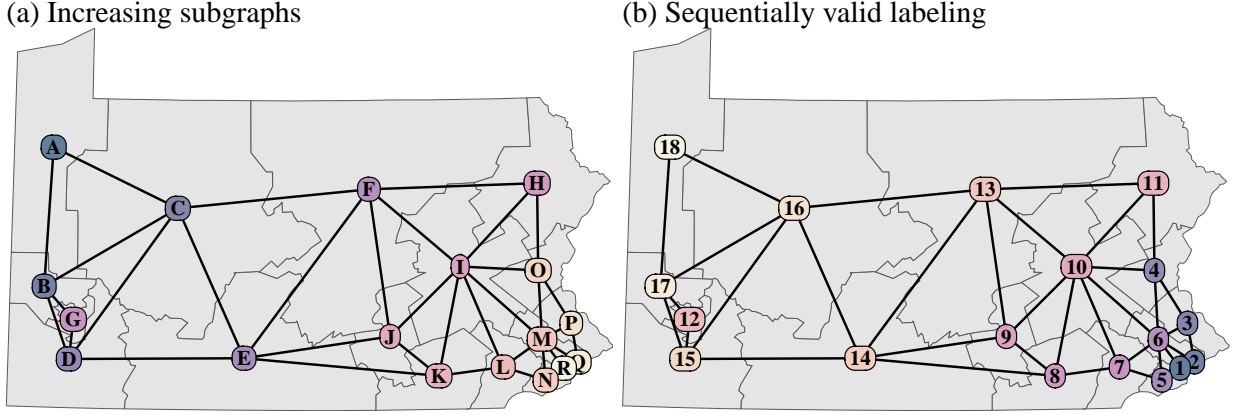 (a) Increasing subgraphs
(b) Sequentially valid labeling
A
C
F
H
B
I
O
G
J
M
P
D
E
K
L
N
R
Q
18
16
13
11
17
10
4
12
9
6
3
15
14
8
7
5
1
2